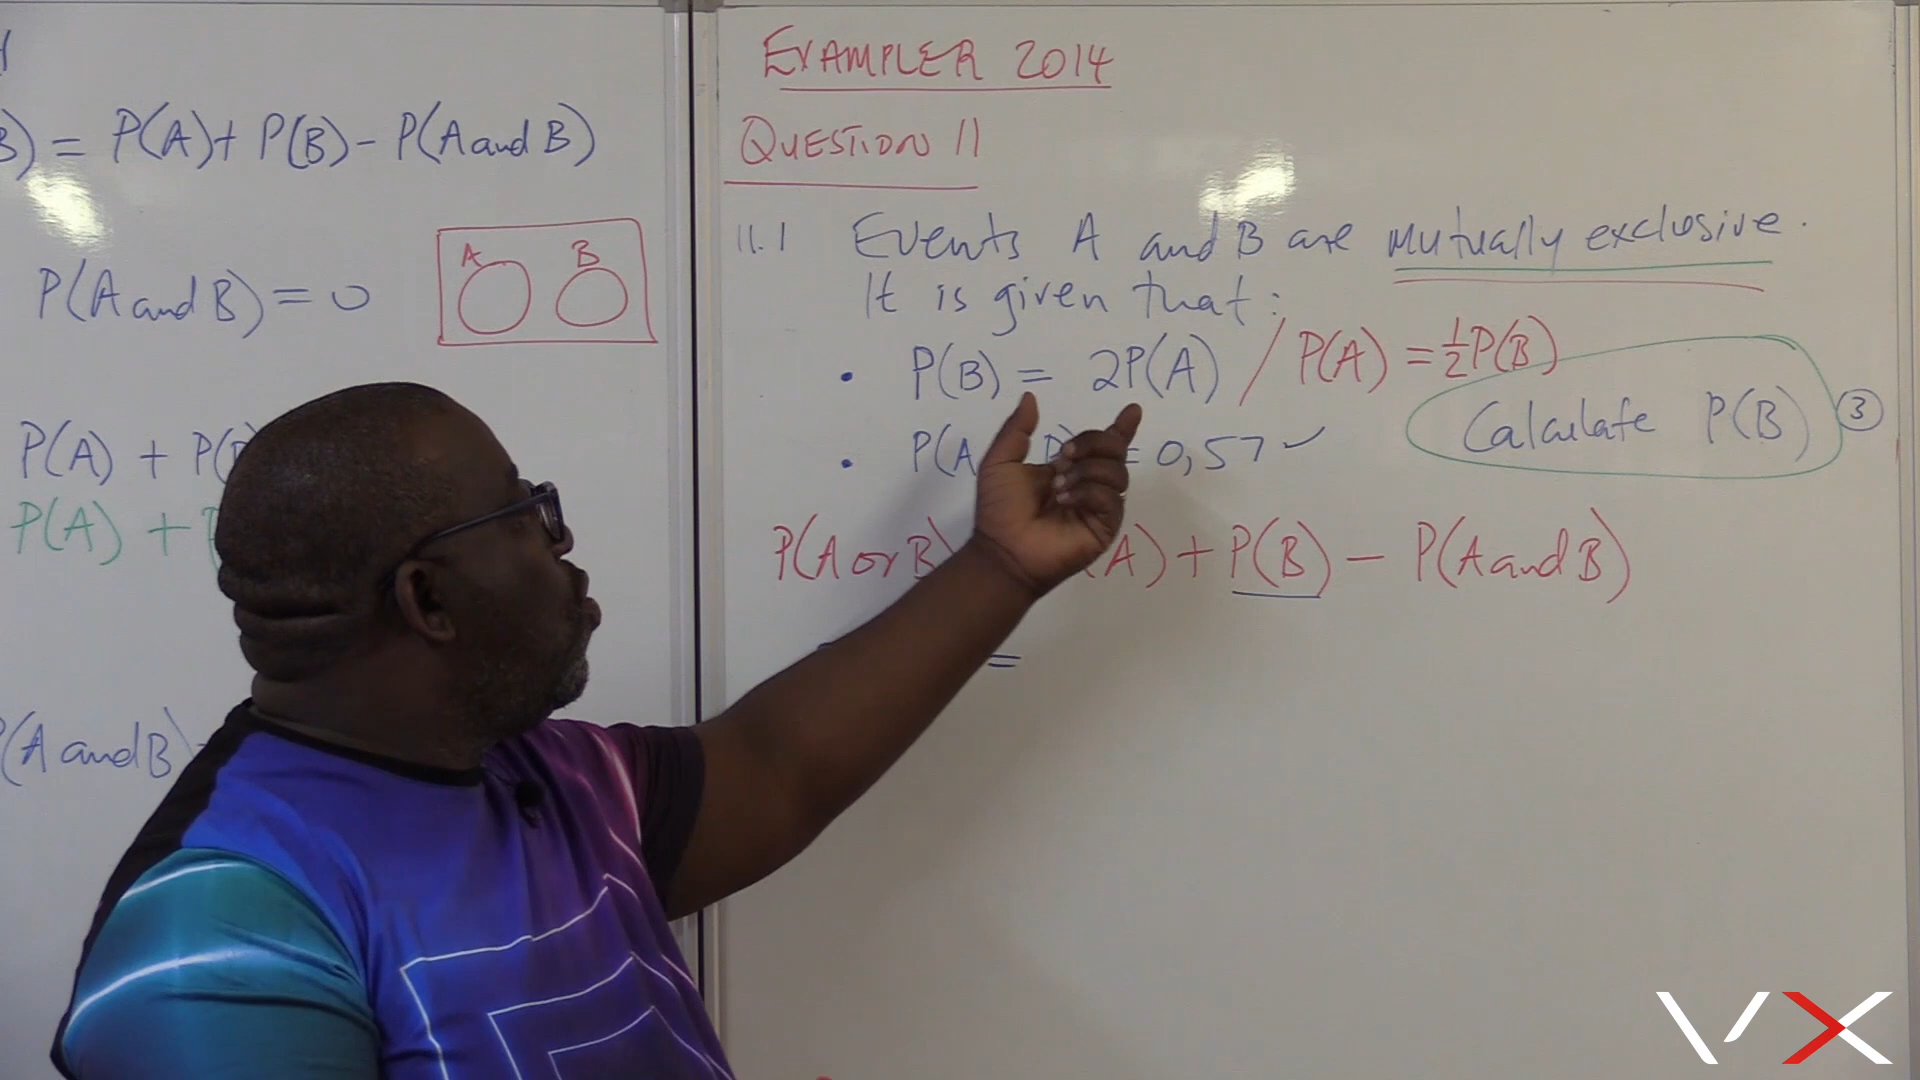 B) = P(A)+ P(B) - P(A and B)
P(A and B) = 0
A B
P(A) + P(
P(A) +
(A and B)
EXAMPLER 2014
QUESTION 11
11.1 Events A and B are mutually exclusive.
It is given that:
• P(B) = 2P(A) / P(A) = ½P(B)
Calculate P(B) ③
• P(A = 0,57 ✓
P(A or B) A) + P(B) - P(A and B)
=
VX